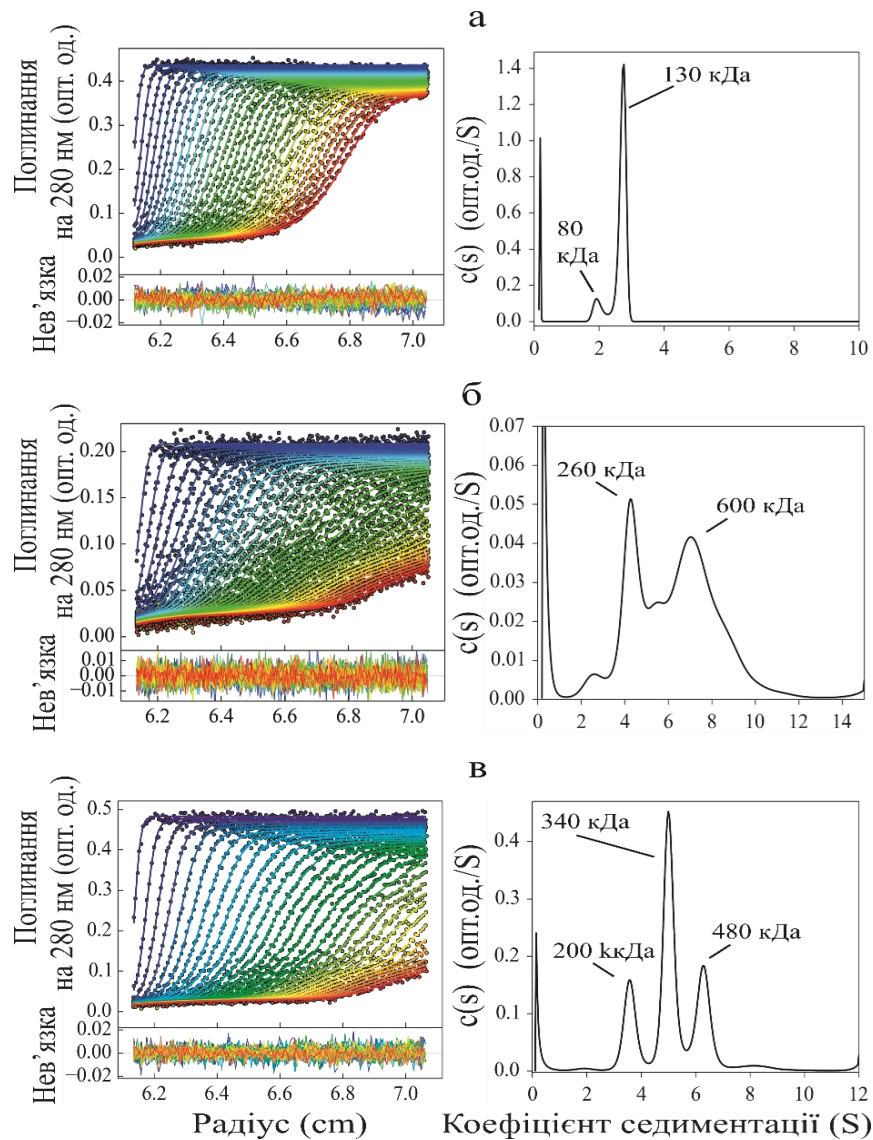 а
Поглинання
на 280 нм (опт. од.)
0.4
0.3
0.2
0.1
0.0
Нев’язка
0.02
0.00
−0.02
6.2 6.4 6.6 6.8 7.0
c(s) (опт.од./S)
1.4
1.2
1.0
0.8
0.6
0.4
0.2
0.0
130 кДа
80
кДа
0 2 4 6 8 10
б
Поглинання
на 280 нм (опт. од.)
0.20
0.15
0.10
0.05
0.00
Нев’язка
0.01
0.00
−0.01
6.2 6.4 6.6 6.8 7.0
c(s) (опт.од./S)
0.07
0.06
0.05
0.04
0.03
0.02
0.01
0.00
260 кДа
600 кДа
0 2 4 6 8 10 14
в
Поглинання
на 280 нм (опт. од.)
0.5
0.4
0.3
0.2
0.1
0.0
Нев’язка
0.02
0.00
−0.02
6.2 6.4 6.6 6.8 7.0
Радіус (cm)
c(s) (опт.од./S)
0.4
0.3
0.2
0.1
0.0
340 кДа
200 kкДа
480 кДа
0 2 4 6 8 10 12
Коефіцієнт седиментації (S)